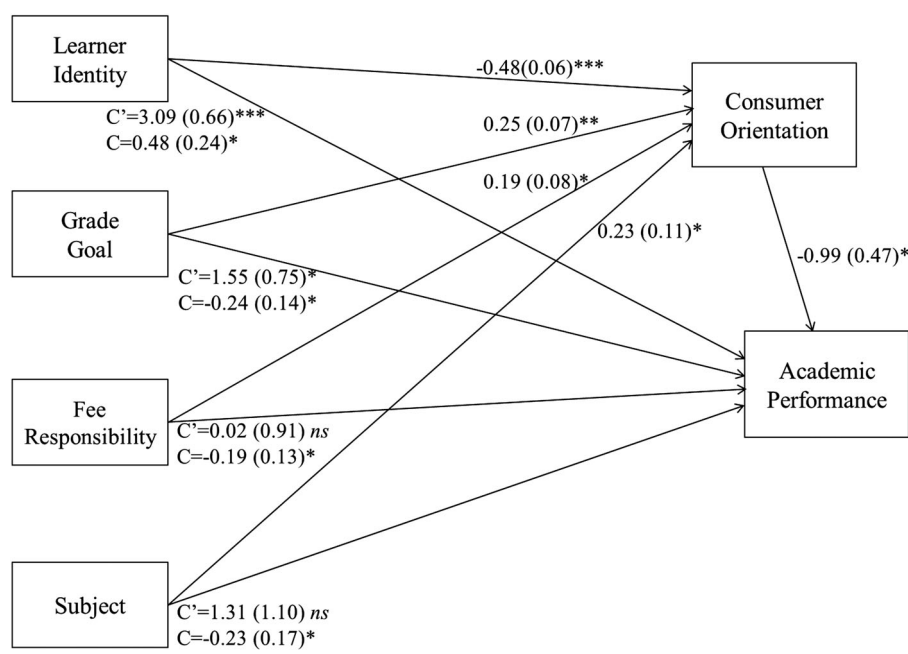 Learner
Identity
-0.48(0.06)***
Consumer
Orientation
C’=3.09 (0.66)***
C=0.48 (0.24)*
0.25 (0.07)**
0.19 (0.08)*
Grade
Goal
0.23 (0.11)*
-0.99 (0.47)*
C’=1.55 (0.75)*
C=-0.24 (0.14)*
Academic
Performance
Fee
Responsibility
C’=0.02 (0.91) ns
C=-0.19 (0.13)*
Subject
C’=1.31 (1.10) ns
C=-0.23 (0.17)*